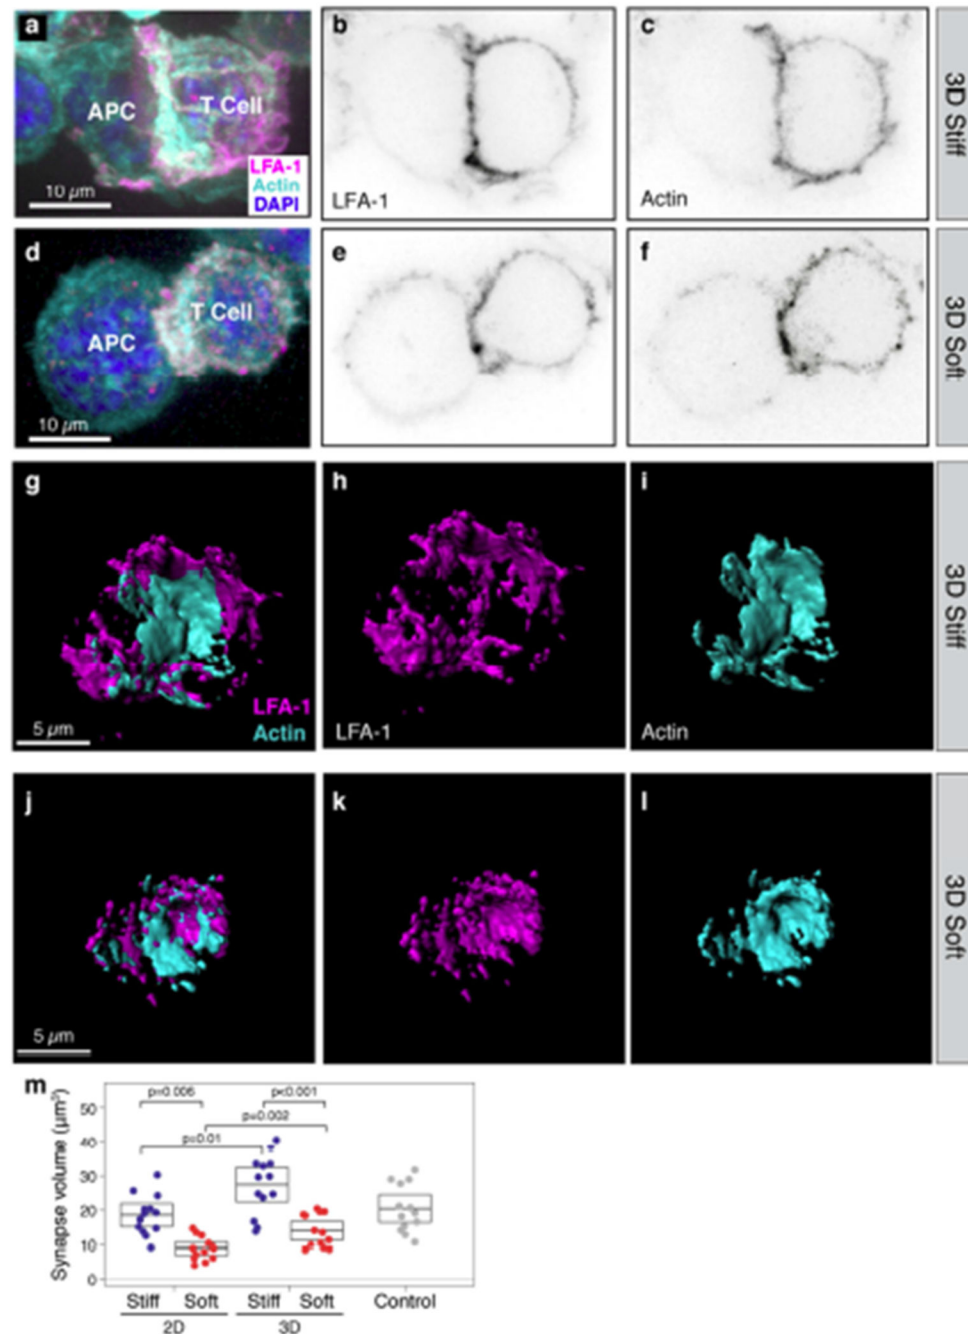 a
APC
T Cell
LFA-1
Actin
DAPI
10 μm
b
LFA-1
c
Actin
3D Stiff
d
APC
T Cell
10 μm
e
f
3D Soft
g
LFA-1
Actin
5 μm
h
LFA-1
i
Actin
3D Stiff
j
5 μm
k
l
3D Soft
m
Synapse volume (μm³)
50
40
30
20
10
0
p=0.006
p<0.001
p=0.002
p=0.01
Stiff Soft Stiff Soft Control
2D 3D